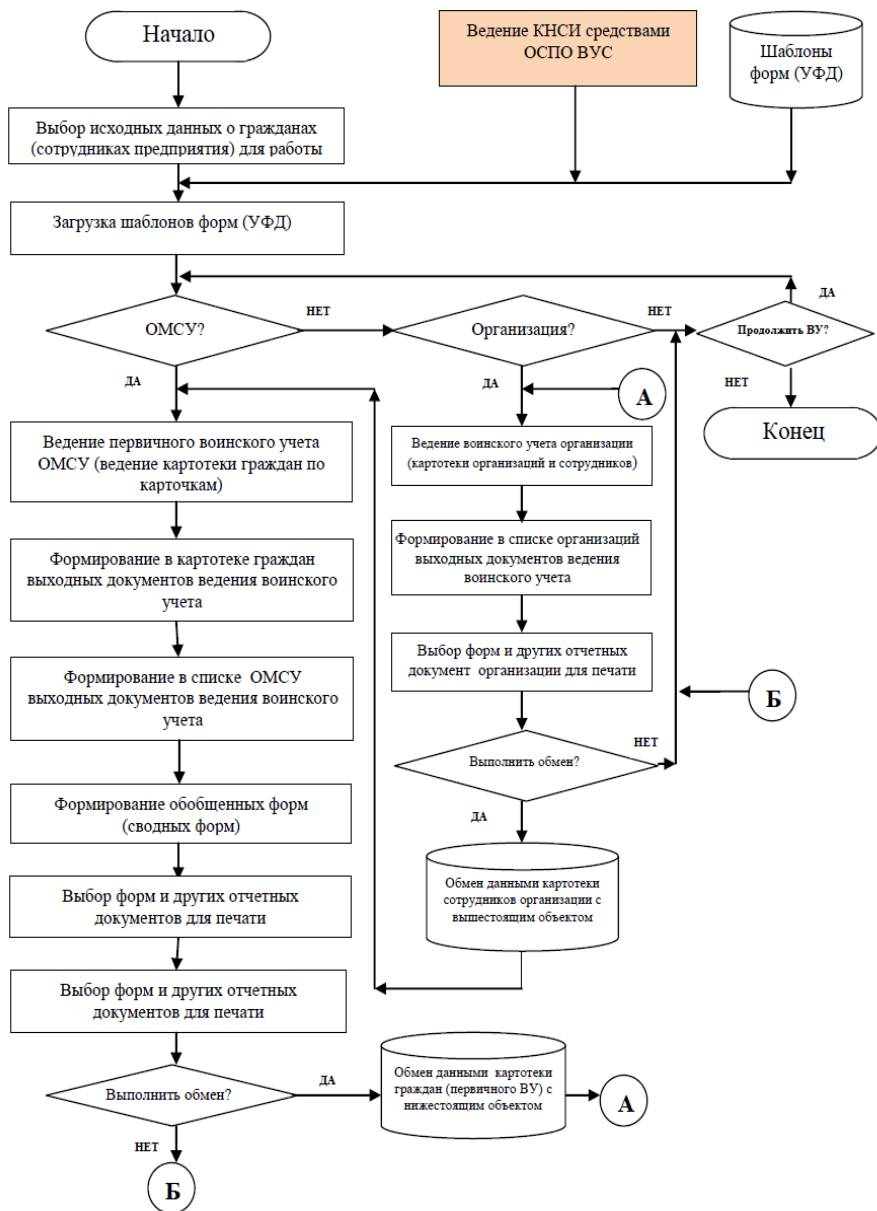 Начало
Ведение КНСИ средствами
ОСПО ВУС
Шаблоны
форм (УФД)
Выбор исходных данных о гражданах
(сотрудниках предприятия) для работы
Загрузка шаблонов форм (УФД)
ОМСУ?
НЕТ
Организация?
НЕТ
Продолжить ВУ?
ДА
НЕТ
Конец
ДА
ДА
А
Ведение первичного воинского учета
ОМСУ (ведение картотеки граждан по
карточкам)
Ведение воинского учета организации
(картотеки организаций и сотрудников)
Формирование в картотеке граждан
выходных документов ведения воинского
учета
Формирование в списке организаций
выходных документов ведения
воинского учета
Формирование в списке ОМСУ
выходных документов ведения воинского
учета
Выбор форм и других отчетных
документ организации для печати
Б
Выполнить обмен?
НЕТ
ДА
Формирование обобщенных форм
(сводных форм)
Обмен данными картотеки
сотрудников организации с
вышестоящим объектом
Выбор форм и других отчетных
документов для печати
Выбор форм и других отчетных
документов для печати
Выполнить обмен?
ДА
Обмен данными картотеки
граждан (первичного ВУ) с
нижестоящим объектом
А
НЕТ
Б